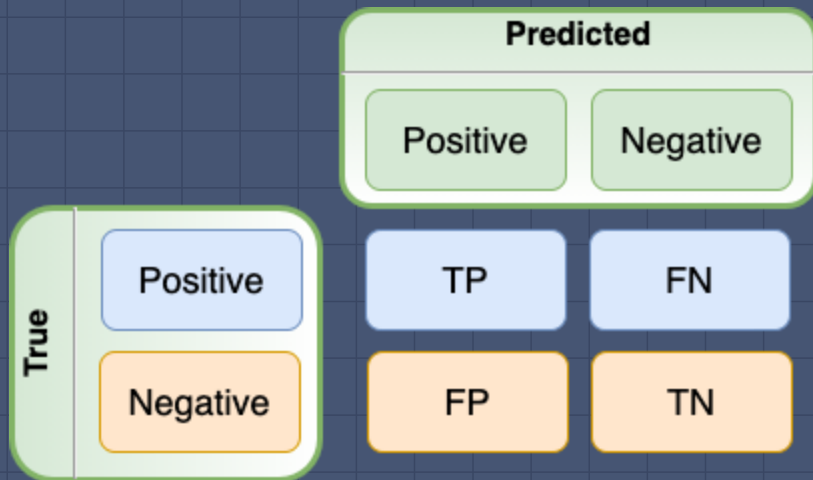 Predicted
Positive Negative
True
Positive TP FN
Negative FP TN